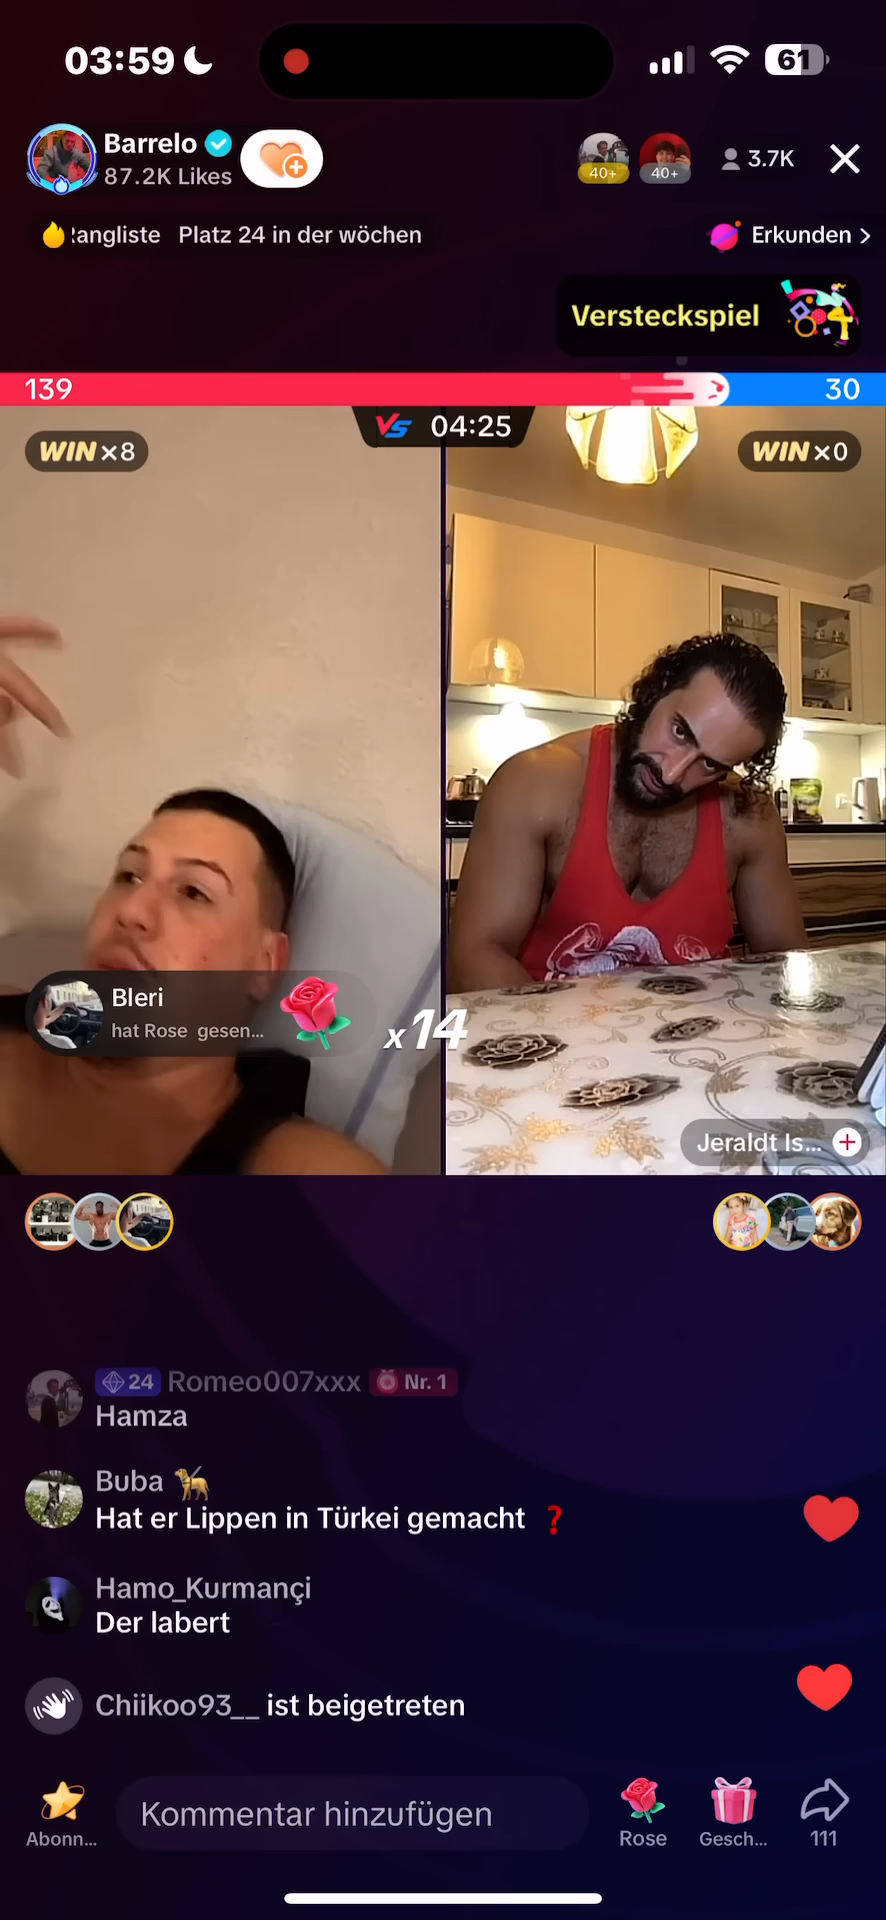 03:59
61
Barrelo
87.2K Likes
40+
40+
3.7K
Platz 24 in der wöchen
Erkunden >
Versteckspiel
139
30
VS 04:25
WIN x8
WIN x0
Bleri
hat Rose gesen...
x14
Jeraldt Is...
24 Romeo007xxx Nr. 1
Hamza
Buba
Hat er Lippen in Türkei gemacht ❓
Hamo_Kurmançi
Der labert
Chiikoo93__ ist beigetreten
Abonn...
Kommentar hinzufügen
Rose
Gesch...
111